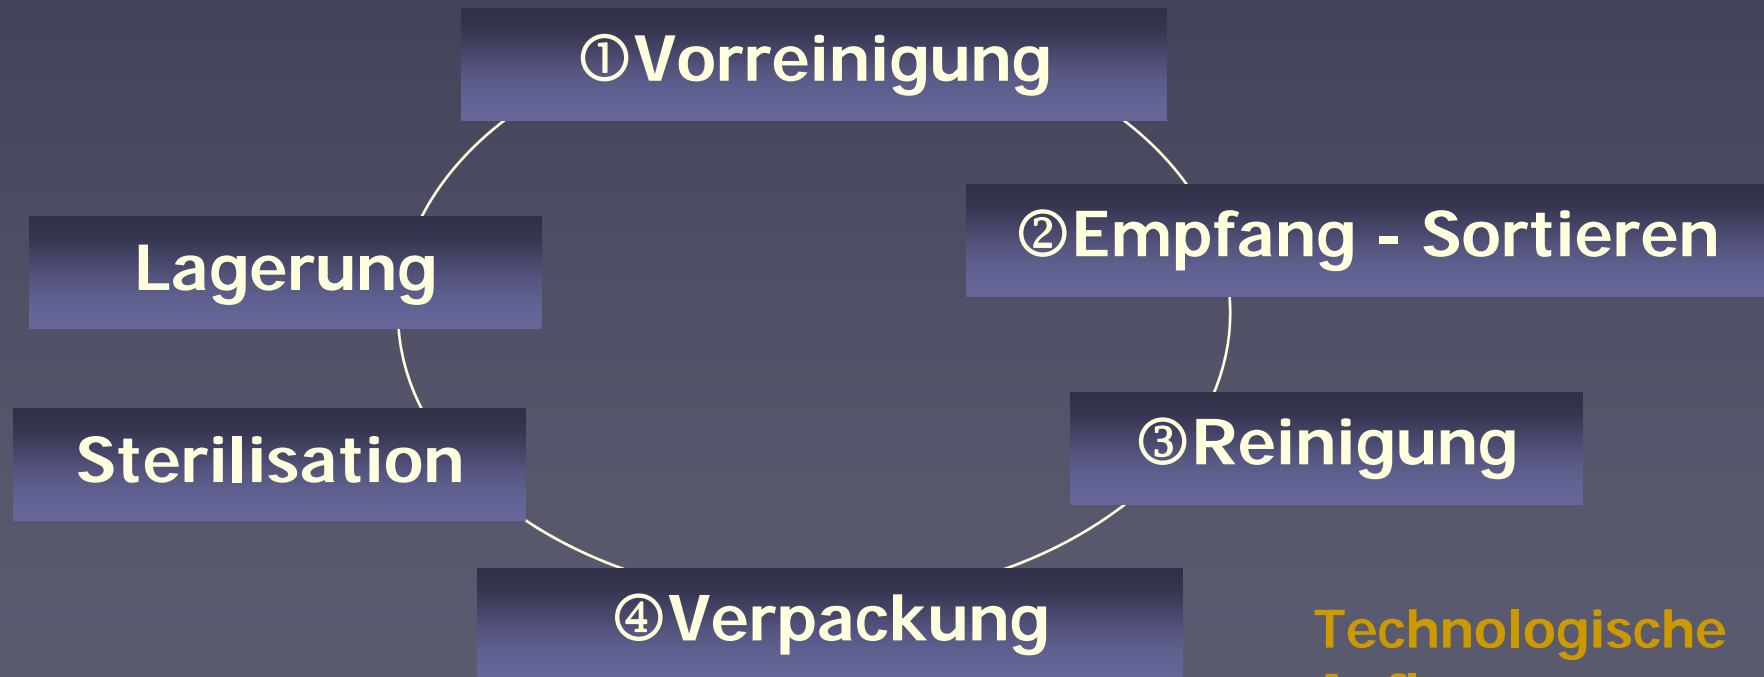 ①Vorreinigung
②Empfang - Sortieren
Lagerung
③Reinigung
Sterilisation
④Verpackung
Technologische